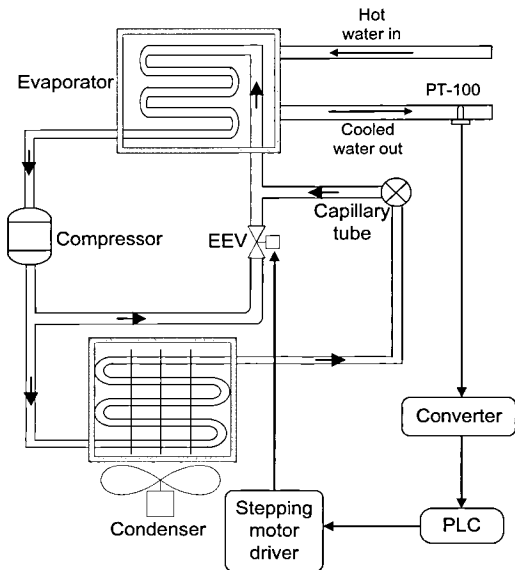 Hot
water in
Evaporator
PT-100
Cooled
water out
Capillary
tube
Compressor
EEV
Converter
Condenser
Stepping
motor
driver
PLC